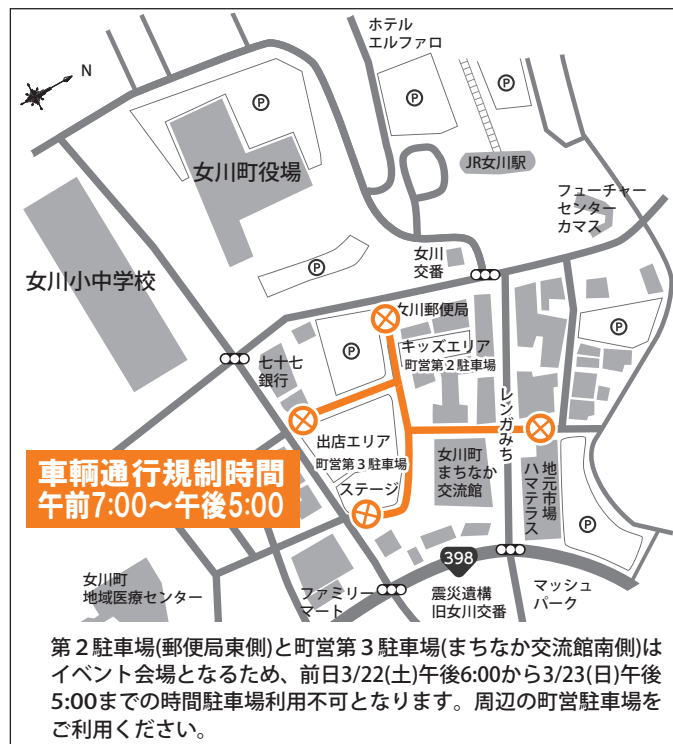 ホテル
エルファロ
N
P
P
P
JR女川駅
女川町役場
フューチャー
センター
カマス
女川
交番
P
女川小中学校
女川郵便局
P
P
キッズエリア
町営第2駐車場
七十七
銀行
レンガみち
出店エリア
町営第3駐車場
女川町
まちなか
交流館
地元市場
ハマテラス
車輌通行規制時間
午前7:00～午後5:00
ステージ
P
398
女川町
地域医療センター
ファミリー
マート
震災遺構
旧女川交番
マッシュ
パーク
第2駐車場(郵便局東側)と町営第3駐車場(まちなか交流館南側)は
イベント会場となるため、前日3/22(土)午後6:00から3/23(日)午後
5:00までの時間駐車場利用不可となります。周辺の町営駐車場を
ご利用ください。